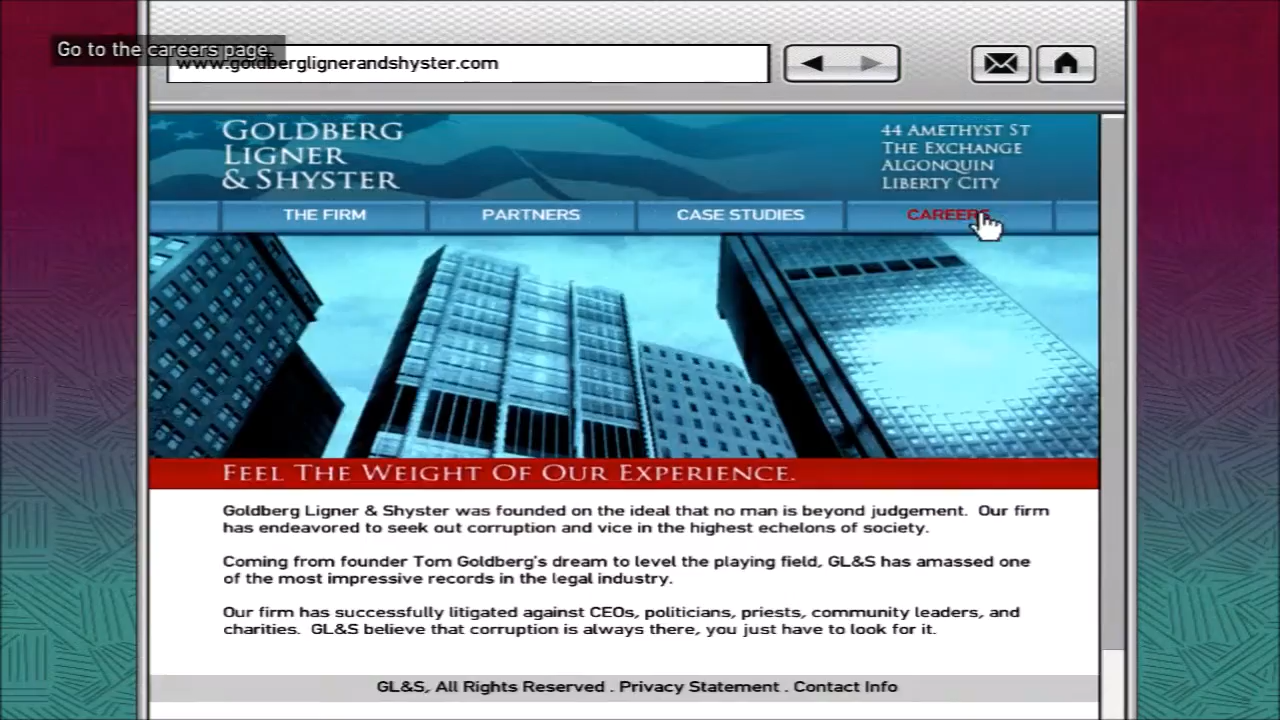 Go to the careers page.
www.goldberglignerandshyster.com
GOLDBERG
LIGNER
& SHYSTER
44 AMETHYST ST
THE EXCHANGE
ALGONQUIN
LIBERTY CITY
THE FIRM
PARTNERS
CASE STUDIES
CAREERS
FEEL THE WEIGHT OF OUR EXPERIENCE.
Goldberg Ligner & Shyster was founded on the ideal that no man is beyond judgement. Our firm
has endeavored to seek out corruption and vice in the highest echelons of society.
Coming from founder Tom Goldberg's dream to level the playing field, GL&S has amassed one
of the most impressive records in the legal industry.
Our firm has successfully litigated against CEOs, politicians, priests, community leaders, and
charities. GL&S believe that corruption is always there, you just have to look for it.
GL&S, All Rights Reserved . Privacy Statement . Contact Info